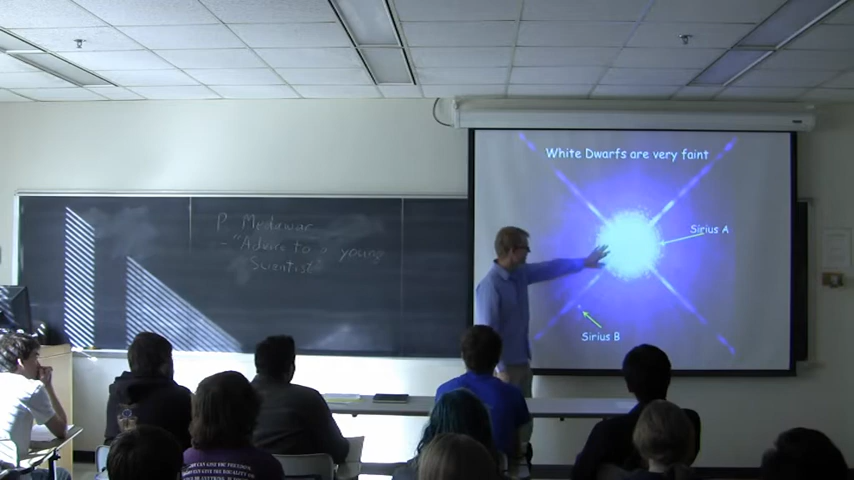 White Dwarfs are very faint
P Medawar
- "Advice to a young
Scientist"
Sirius A
Sirius B